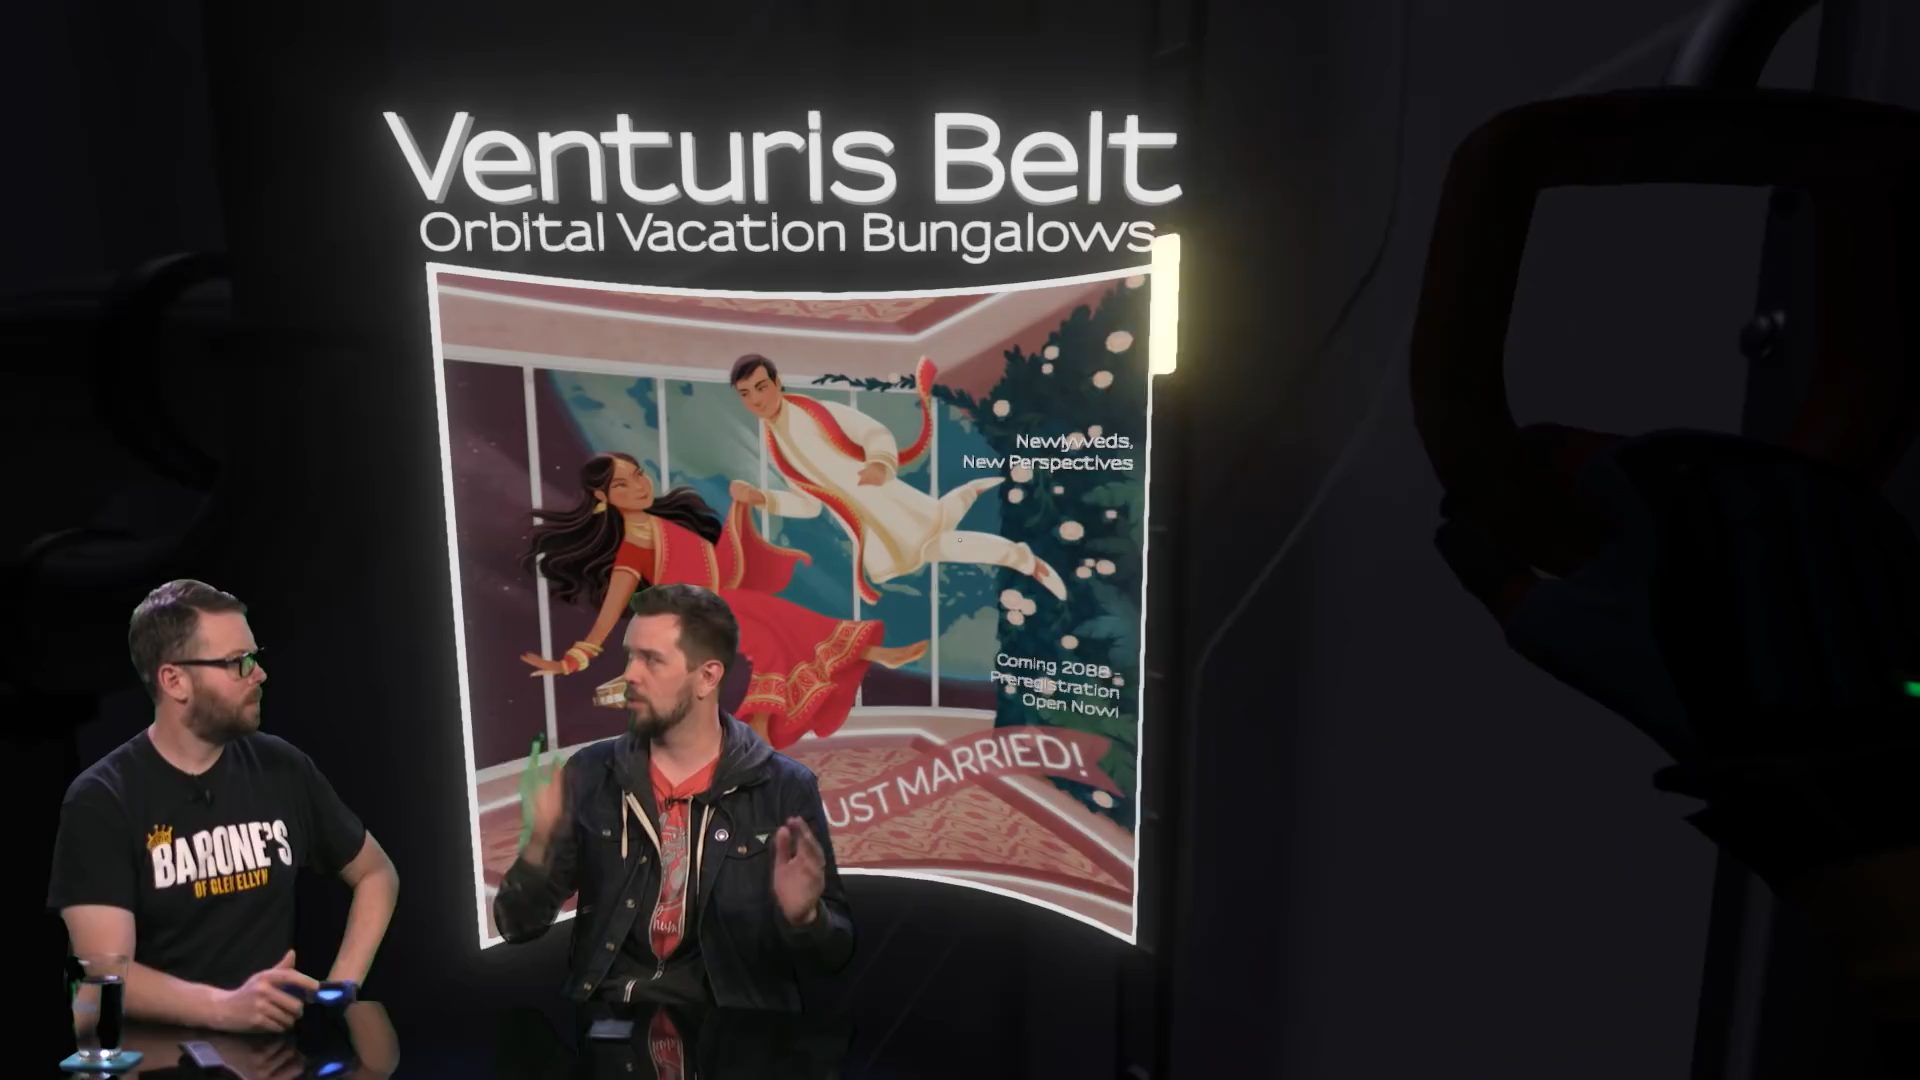 Venturis Belt
Orbital Vacation Bungalows
Newlyweds,
New Perspectives
Coming 2088 -
Preregistration
Open Now!
UST MARRIED!
BARONE'S
OF GLEN ELLYN